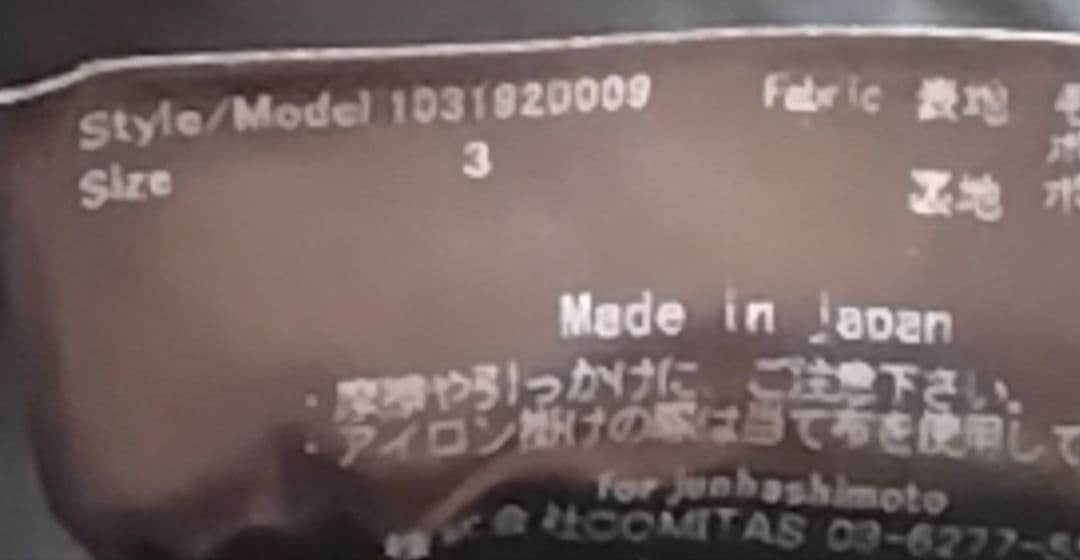 Style/Model 1031920009 Fabric 表地 毛
Size 3
裏地 ポ
Made in japan
・摩擦や引っかけに、ご注意下さい。
・アイロン掛けの際は当て布を使用して
for junhashimoto
株式会社COMITAS 03-6277-